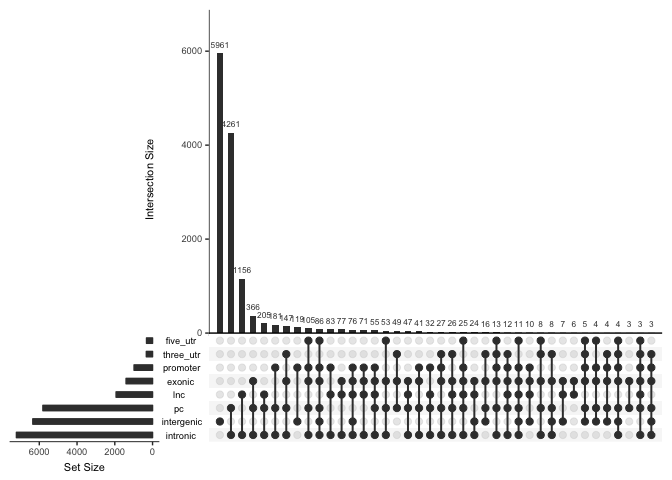 5961
4261
1156
366 205 181 147 119 105 86 83 77 76 71 55 53 49 47 41 32 27 26 25 24 16 13 12 11 10 8 8 7 6 5 4 4 4 3 3 3
6000
4000
2000
0
Intersection Size
five_utr
three_utr
promoter
exonic
lnc
pc
intergenic
intronic
6000 4000 2000 0
Set Size